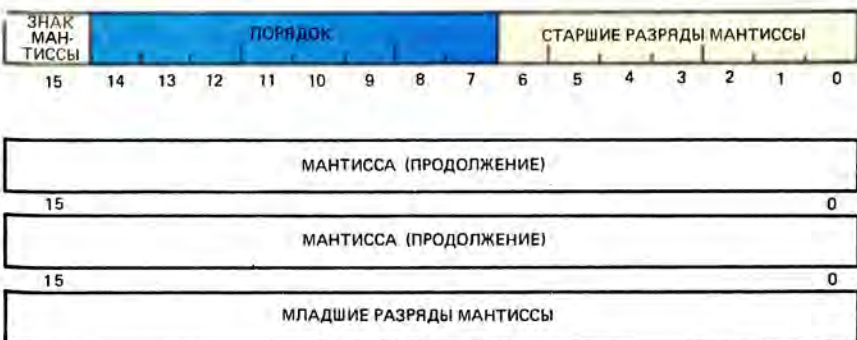 ЗНАК
МАН-
ТИССЫ
ПОРЯДОК
СТАРШИЕ РАЗРЯДЫ МАНТИССЫ
15 14 13 12 11 10 9 8 7 6 5 4 3 2 1 0
МАНТИССА (ПРОДОЛЖЕНИЕ)
15 0
МАНТИССА (ПРОДОЛЖЕНИЕ)
15 0
МЛАДШИЕ РАЗРЯДЫ МАНТИССЫ